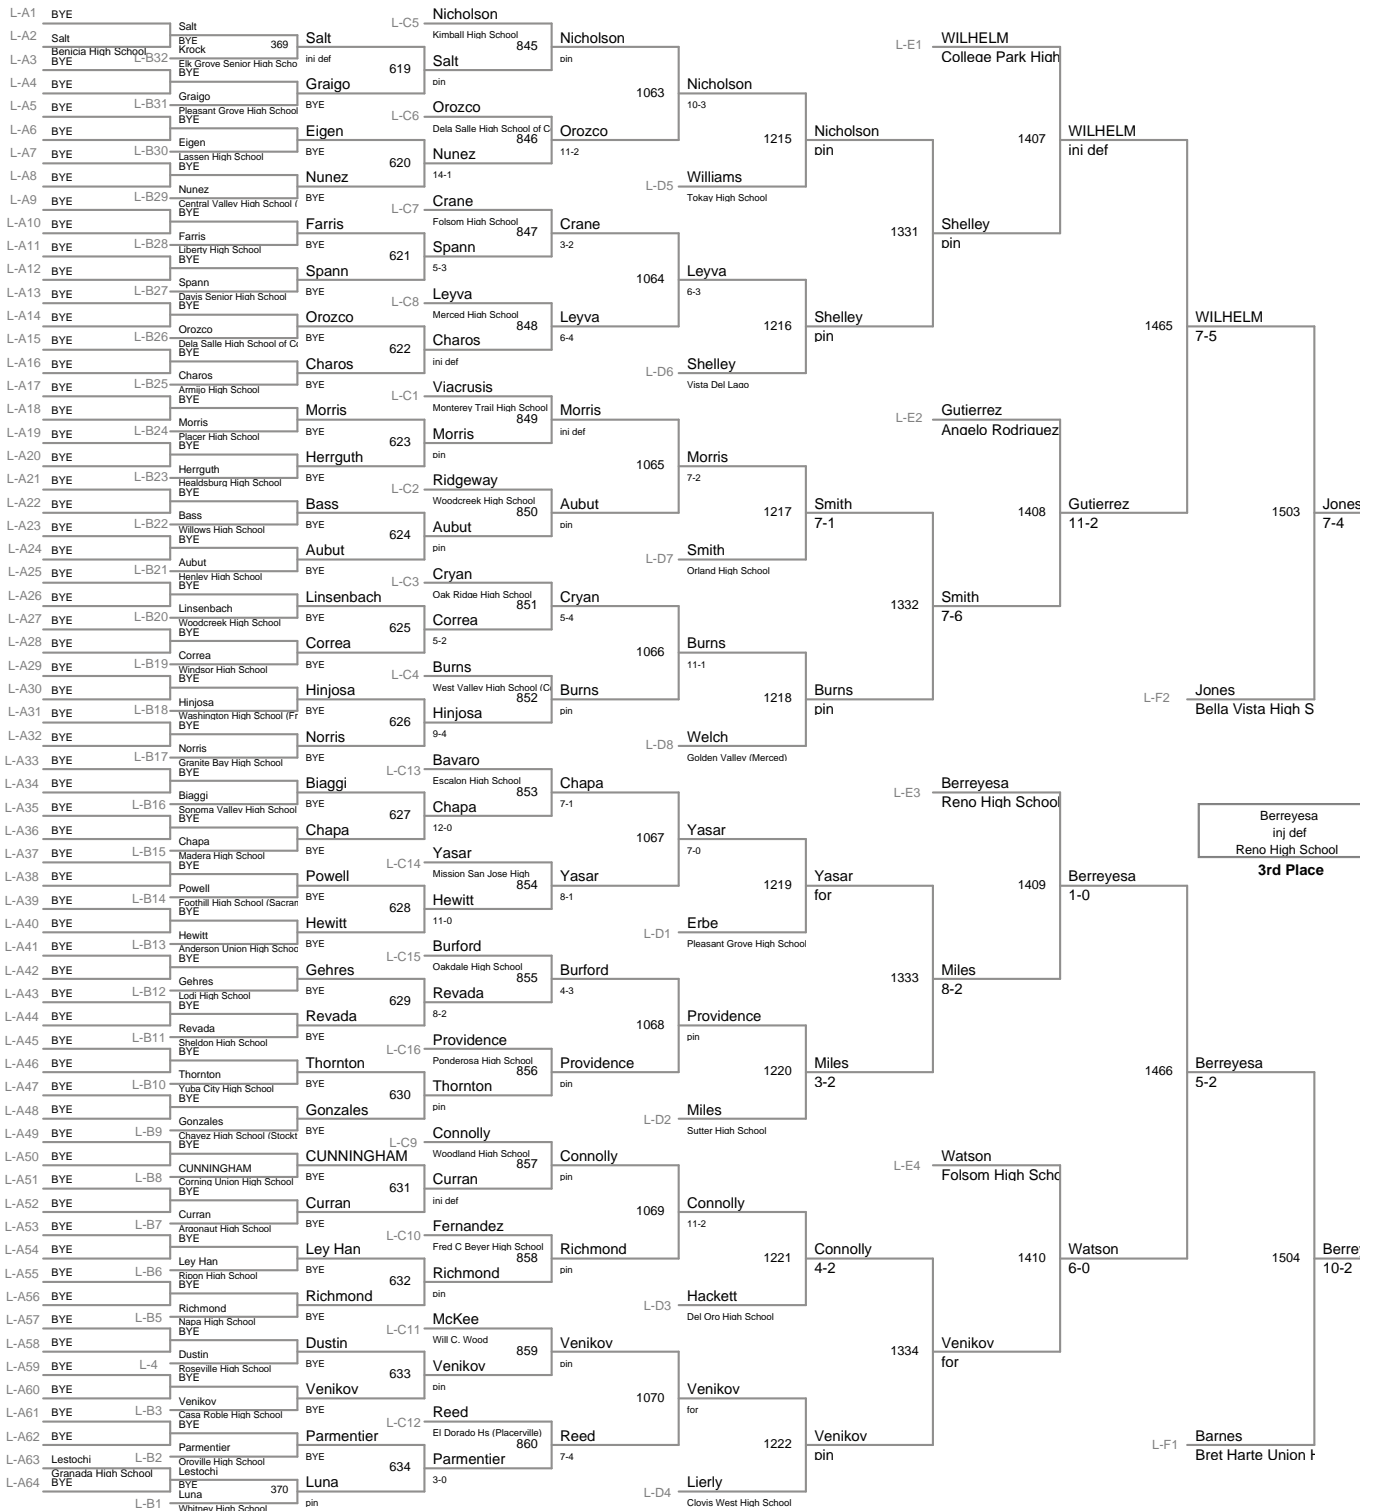 L-A1 BYE
L-A2 Salt
Benicia High School
L-A3 BYE
L-A4 BYE
L-A5 BYE
L-A6 BYE
L-A7 BYE
L-A8 BYE
L-A9 BYE
L-A10 BYE
L-A11 BYE
L-A12 BYE
L-A13 BYE
L-A14 BYE
L-A15 BYE
L-A16 BYE
L-A17 BYE
L-A18 BYE
L-A19 BYE
L-A20 BYE
L-A21 BYE
L-A22 BYE
L-A23 BYE
L-A24 BYE
L-A25 BYE
L-A26 BYE
L-A27 BYE
L-A28 BYE
L-A29 BYE
L-A30 BYE
L-A31 BYE
L-A32 BYE
L-A33 BYE
L-A34 BYE
L-A35 BYE
L-A36 BYE
L-A37 BYE
L-A38 BYE
L-A39 BYE
L-A40 BYE
L-A41 BYE
L-A42 BYE
L-A43 BYE
L-A44 BYE
L-A45 BYE
L-A46 BYE
L-A47 BYE
L-A48 BYE
L-A49 BYE
L-A50 BYE
L-A51 BYE
L-A52 BYE
L-A53 BYE
L-A54 BYE
L-A55 BYE
L-A56 BYE
L-A57 BYE
L-A58 BYE
L-A59 BYE
L-A60 BYE
L-A61 BYE
L-A62 BYE
L-A63 Lestochi
Granada High School
L-A64 BYE
Salt
BYE
369
L-B32 Krock
Elk Grove Senior High Scho
BYE
Graigo
L-B31
Pleasant Grove High School
BYE
Eigen
L-B30
Lassen High School
BYE
Nunez
L-B29
Central Valley High School (
BYE
Farris
L-B28
Liberty High School
BYE
Spann
L-B27
Davis Senior High School
BYE
Orozco
L-B26
Dela Salle High School of Co
BYE
Charos
L-B25
Armijo High School
BYE
Morris
L-B24
Placer High School
BYE
Herrguth
L-B23
Healdsburg High School
BYE
Bass
L-B22
Willows High School
BYE
Aubut
L-B21
Henley High School
BYE
Linsenbach
L-B20
Woodcreek High School
BYE
Correa
L-B19
Windsor High School
BYE
Hinjosa
L-B18
Washington High School (Fr
BYE
Norris
L-B17
Granite Bay High School
BYE
Biaggi
L-B16
Sonoma Valley High School
BYE
Chapa
L-B15
Madera High School
BYE
Powell
L-B14
Foothill High School (Sacran
BYE
Hewitt
L-B13
Anderson Union High School
BYE
Gehres
L-B12
Lodi High School
BYE
Revada
L-B11
Sheldon High School
BYE
Thornton
L-B10
Yuba City High School
BYE
Gonzales
L-B9
Chavez High School (Stockt
BYE
CUNNINGHAM
L-B8
Corning Union High School
BYE
Curran
L-B7
Argonaut High School
BYE
Ley Han
L-B6
Ripon High School
BYE
Richmond
L-B5
Napa High School
BYE
Dustin
L-4
Roseville High School
BYE
Venikov
L-B3
Casa Roble High School
BYE
Parmentier
L-B2
Oroville High School
Lestochi
BYE
370
Luna
L-B1
Whitney High School
Salt
inj def
619
Graigo
BYE
Eigen
BYE
620
Nunez
BYE
Farris
BYE
621
Spann
BYE
Orozco
BYE
622
Charos
BYE
Morris
BYE
623
Herrguth
BYE
Bass
BYE
624
Aubut
BYE
Linsenbach
BYE
625
Correa
BYE
Hinjosa
BYE
626
Norris
BYE
Biaggi
BYE
627
Chapa
BYE
Powell
BYE
628
Hewitt
BYE
Gehres
BYE
629
Revada
BYE
Thornton
BYE
630
Gonzales
BYE
CUNNINGHAM
BYE
631
Curran
BYE
Ley Han
BYE
632
Richmond
BYE
Dustin
BYE
633
Venikov
BYE
Parmentier
BYE
634
Luna
pin
L-C5 Nicholson
Kimball High School
845
Salt
pin
L-C6 Orozco
Dela Salle High School of C
846
Nunez
14-1
L-C7 Crane
Folsom High School
847
Spann
5-3
L-C8 Leyva
Merced High School
848
Charos
inj def
L-C1 Viacrusis
Monterey Trail High School
849
Morris
pin
L-C2 Ridgeway
Woodcreek High School
850
Aubut
pin
L-C3 Cryan
Oak Ridge High School
851
Correa
5-2
L-C4 Burns
West Valley High School (Co
852
Hinjosa
9-4
L-C13 Bavaro
Escalon High School
853
Chapa
12-0
L-C14 Yasar
Mission San Jose High
854
Hewitt
11-0
L-C15 Burford
Oakdale High School
855
Revada
8-2
L-C16 Providence
Ponderosa High School
856
Thornton
pin
L-C9 Connolly
Woodland High School
857
Curran
inj def
L-C10 Fernandez
Fred C Beyer High School
858
Richmond
pin
L-C11 McKee
Will C. Wood
859
Venikov
pin
L-C12 Reed
El Dorado Hs (Placerville)
860
Parmentier
3-0
Nicholson
pin
1063
Orozco
11-2
Crane
3-2
1064
Leyva
6-4
Morris
inj def
1065
Aubut
pin
Cryan
5-4
1066
Burns
pin
Chapa
7-1
1067
Yasar
8-1
Burford
4-3
1068
Providence
pin
Connolly
pin
1069
Richmond
pin
Venikov
pin
1070
Reed
7-4
Nicholson
10-3
1215
L-D5 Williams
Tokay High School
Leyva
6-3
1216
L-D6 Shelley
Vista Del Lago
Morris
7-2
1217
L-D7 Smith
Orland High School
Burns
11-1
1218
L-D8 Welch
Golden Valley (Merced)
Yasar
7-0
1219
L-D1 Erbe
Pleasant Grove High School
Providence
pin
1220
L-D2 Miles
Sutter High School
Connolly
11-2
1221
L-D3 Hackett
Del Oro High School
Venikov
for
1222
L-D4 Lierly
Clovis West High School
Nicholson
pin
1331
Shelley
pin
Smith
7-1
1332
Burns
pin
Yasar
for
1333
Miles
3-2
Connolly
4-2
1334
Venikov
pin
L-E1 WILHELM
College Park High
1407
Shelley
pin
L-E2 Gutierrez
Angelo Rodriguez
1408
Smith
7-6
L-E3 Berreyesa
Reno High School
1409
Miles
8-2
L-E4 Watson
Folsom High Scho
1410
Venikov
for
WILHELM
inj def
1465
Gutierrez
11-2
Berreyesa
1-0
1466
Watson
6-0
WILHELM
7-5
1503
L-F2 Jones
Bella Vista High S
Berreyesa
inj def
Reno High School
3rd Place
Berreyesa
5-2
1504
L-F1 Barnes
Bret Harte Union H
Jones
7-4
Berrey
10-2